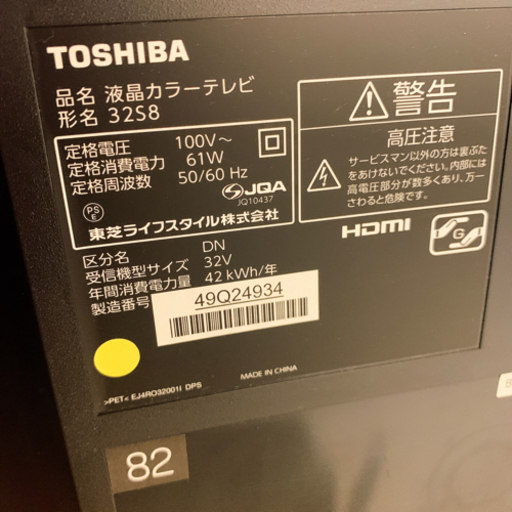 TOSHIBA
品名 液晶カラーテレビ
形名 32S8
定格電圧 100V～
定格消費電力 61W
定格周波数 50/60 Hz
PS
E
JQA
JQ10437
東芝ライフスタイル株式会社
区分名 DN
受信機型サイズ 32V
年間消費電力量 42 kWh/年
製造番号 49Q24934
警告
高圧注意
サービスマン以外の方は裏ぶた
をあけないでください。内部には
高電圧部分が数多くあり、万一
さわると危険です。
HDMI
G
MADE IN CHINA
>PET< EJ4RO32001I DPS
82
8